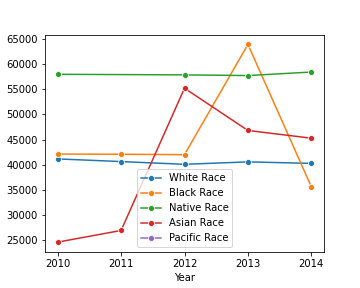 65000
60000
55000
50000
45000
40000
35000
30000
25000
White Race
Black Race
Native Race
Asian Race
Pacific Race
2010 2011 2012 2013 2014
Year